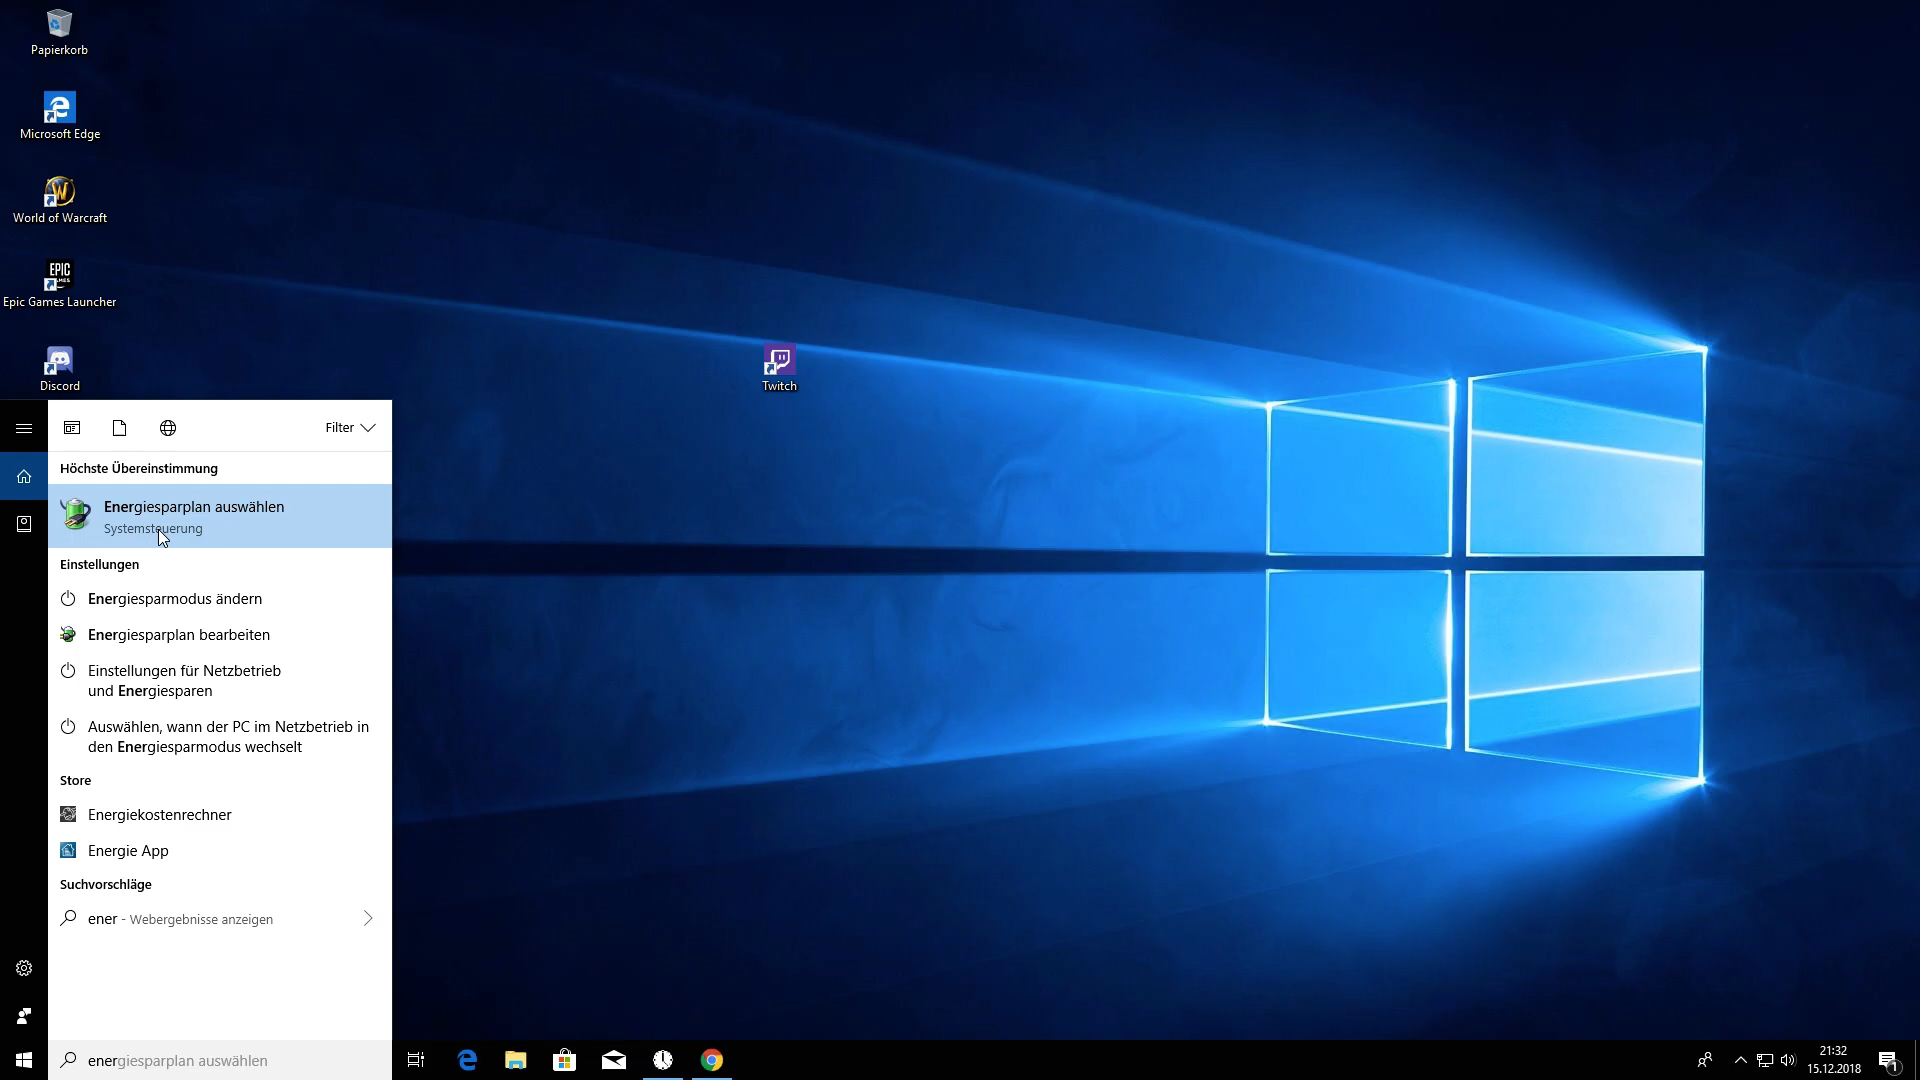 Papierkorb
Microsoft Edge
World of Warcraft
EPIC
Epic Games Launcher
Discord
Twitch
Filter
Höchste Übereinstimmung
Energiesparplan auswählen
Systemsteuerung
Einstellungen
Energiesparmodus ändern
Energiesparplan bearbeiten
Einstellungen für Netzbetrieb
und Energiesparen
Auswählen, wann der PC im Netzbetrieb in
den Energiesparmodus wechselt
Store
Energiekostenrechner
Energie App
Suchvorschläge
ener - Webergebnisse anzeigen
energiesparplan auswählen
21:32
15.12.2018
1